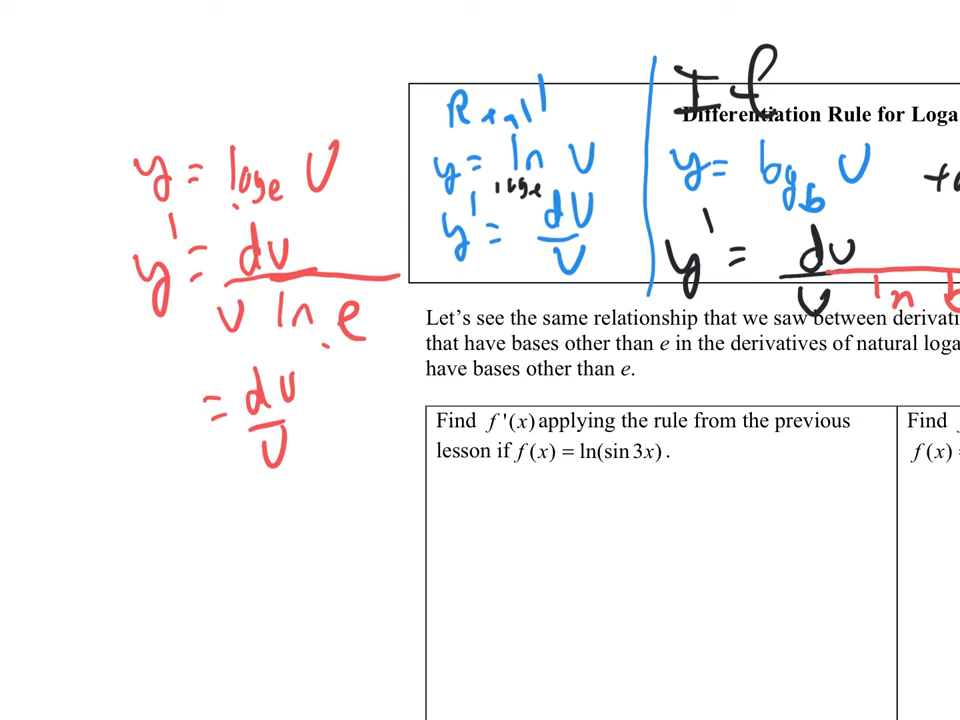 If
Differentiation Rule for Loga
Recall
y = ln U
loge
y' = dU
U
y = log_b U
y' = du
U ln b
y = loge U
y' = du
U ln e
= du
U
Let’s see the same relationship that we saw between derivati
that have bases other than e in the derivatives of natural loga
have bases other than e.
Find f '(x) applying the rule from the previous
lesson if f(x) = ln(sin 3x).
Find
f(x) =